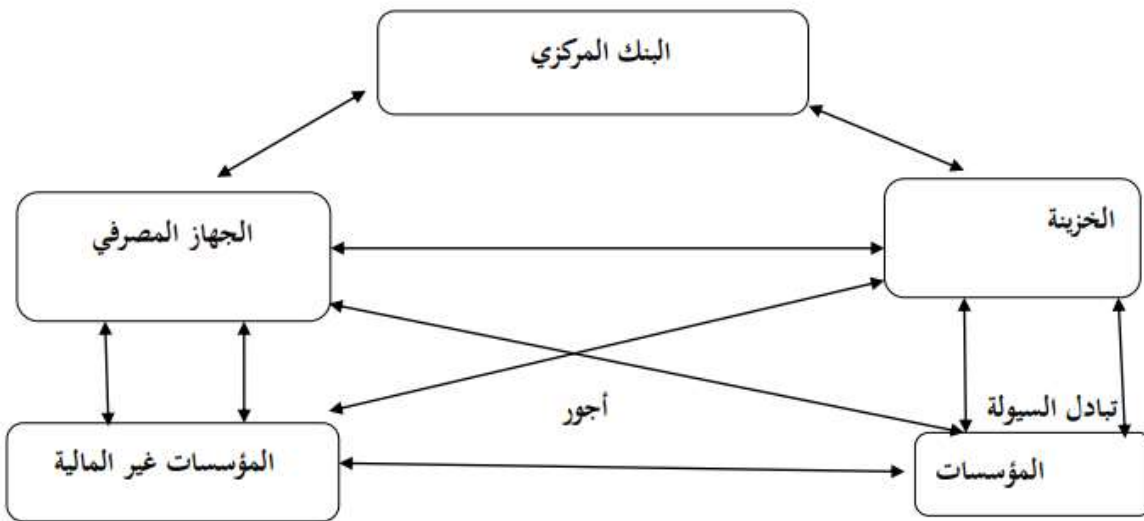 البنك المركزي
الخزينة
الجهاز المصرفي
تبادل السيولة
أجور
المؤسسات
المؤسسات غير المالية